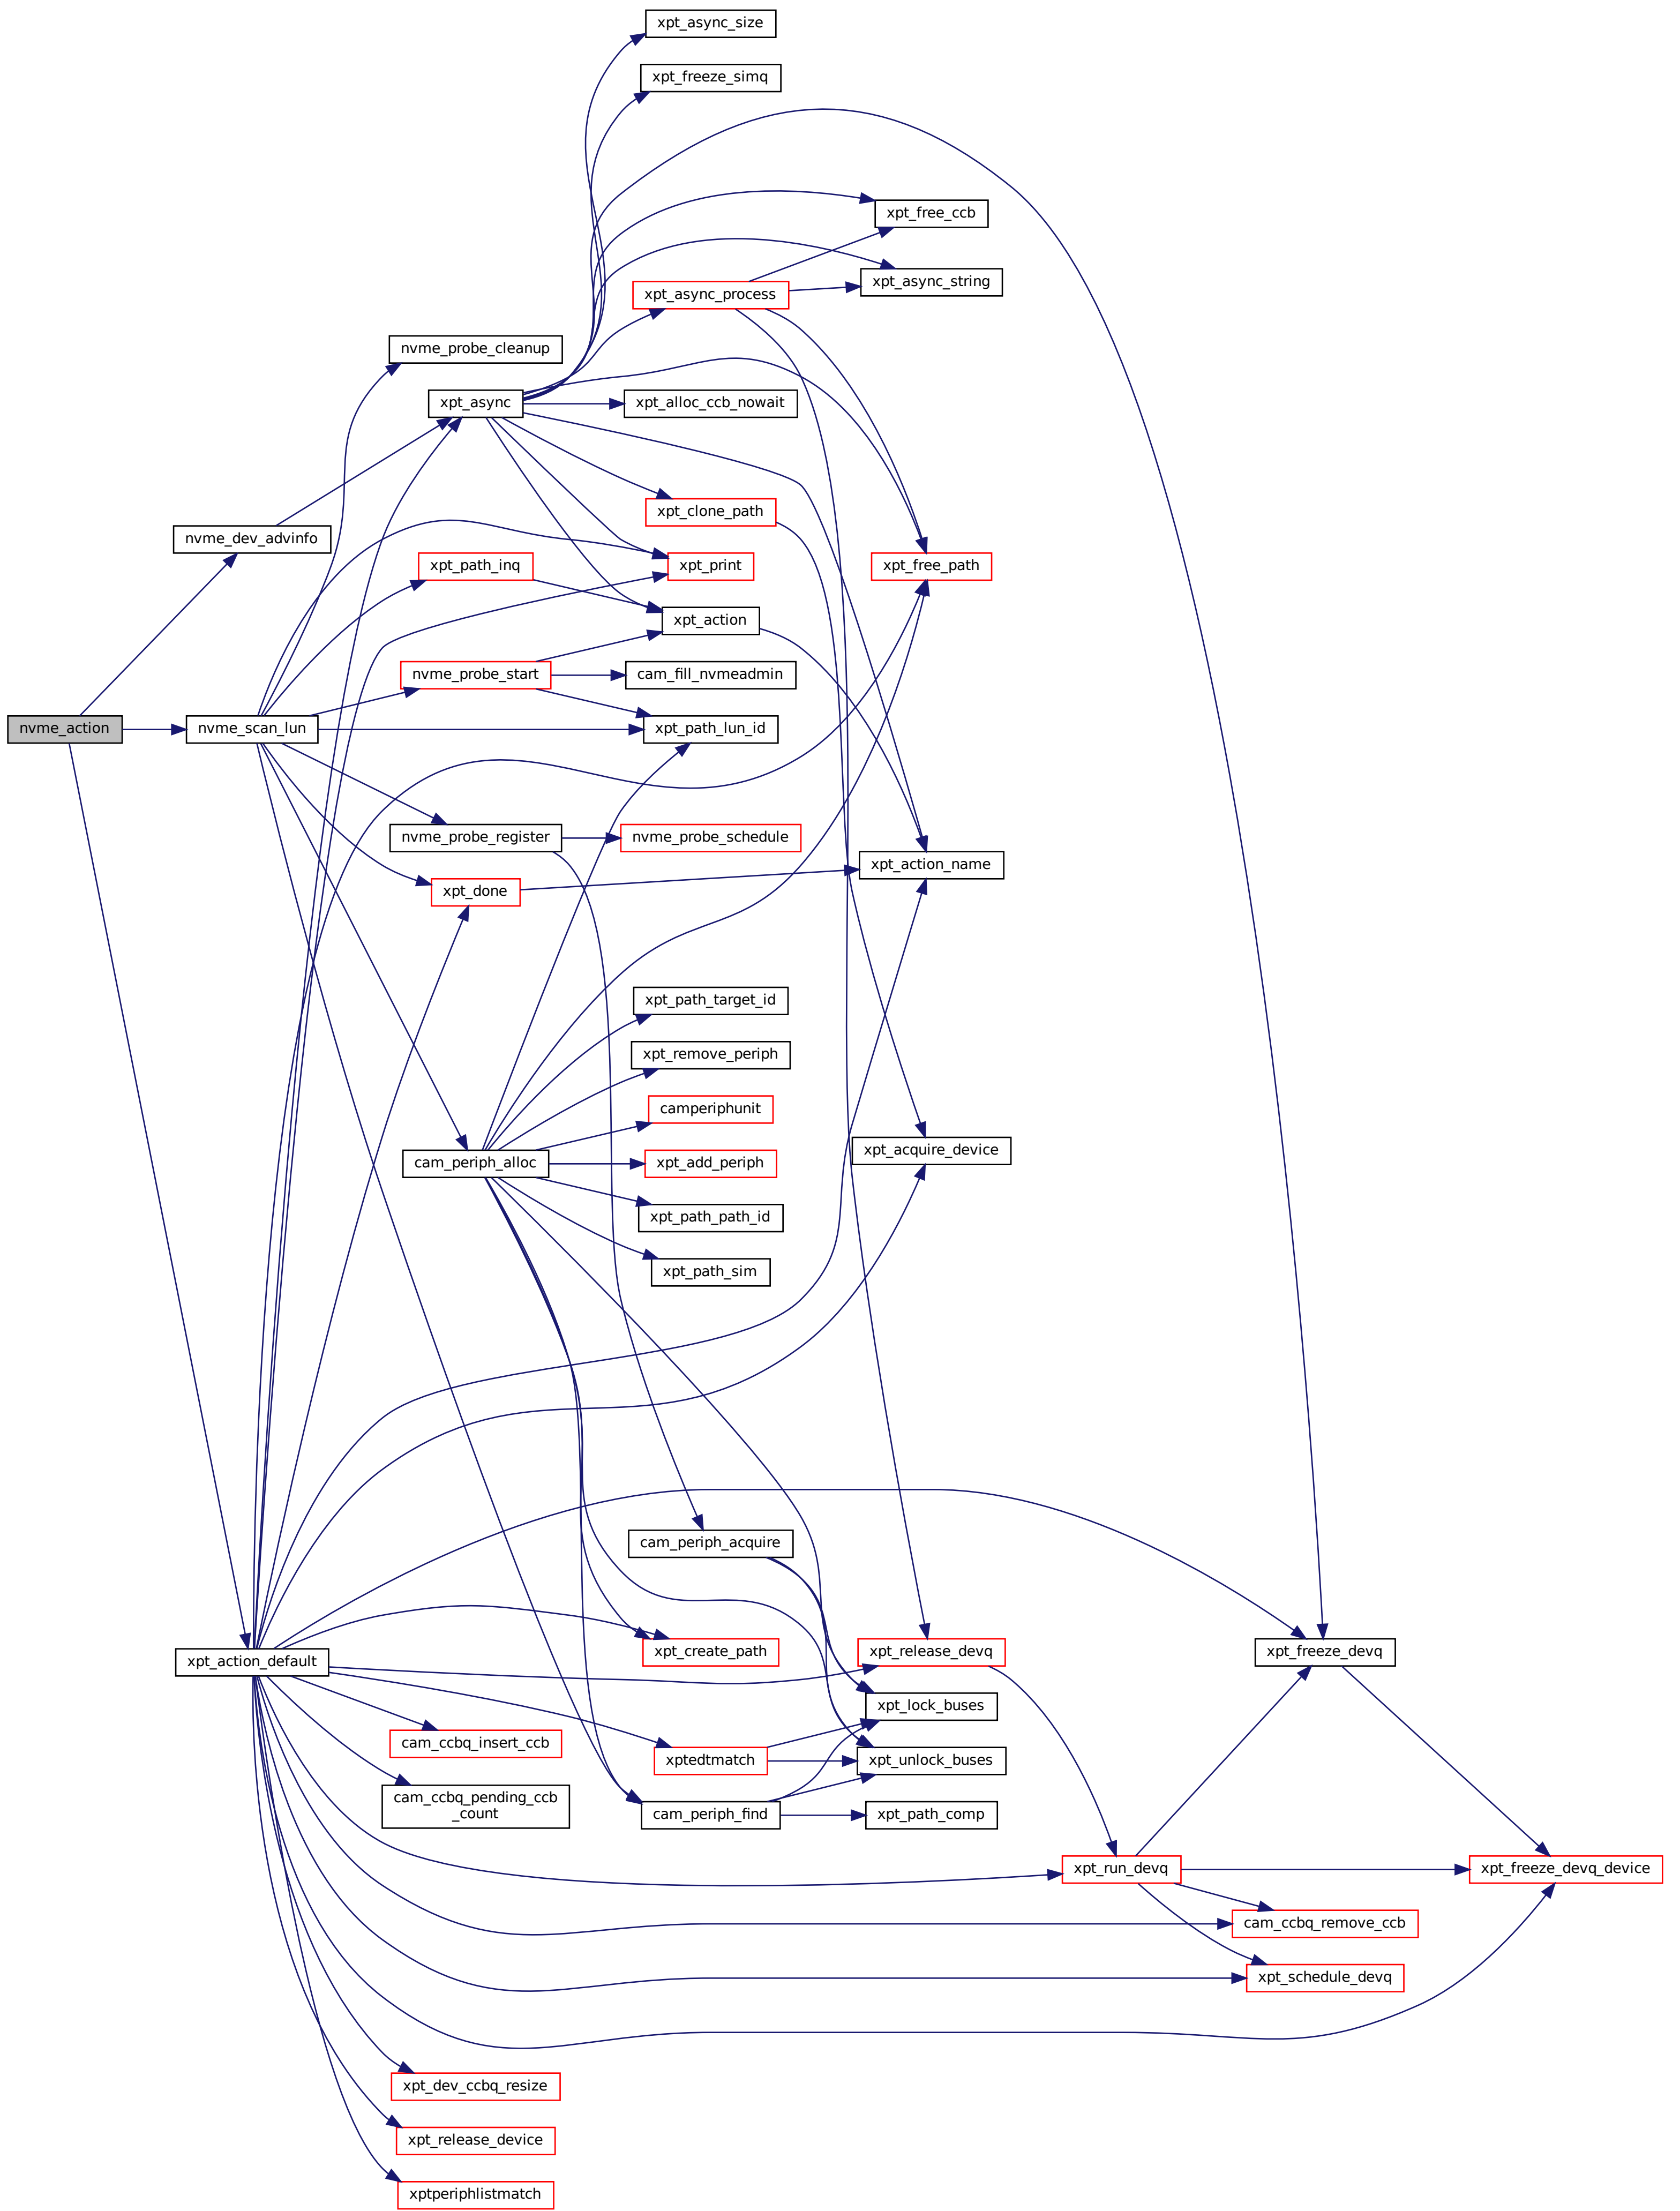 xpt_async_size
xpt_freeze_simq
xpt_free_ccb
xpt_async_string
xpt_async_process
nvme_probe_cleanup
xpt_async
xpt_alloc_ccb_nowait
xpt_clone_path
nvme_dev_advinfo
xpt_path_inq
xpt_print
xpt_free_path
xpt_action
nvme_probe_start
cam_fill_nvmeadmin
nvme_action
nvme_scan_lun
xpt_path_lun_id
nvme_probe_register
nvme_probe_schedule
xpt_action_name
xpt_done
xpt_path_target_id
xpt_remove_periph
camperiphunit
xpt_acquire_device
cam_periph_alloc
xpt_add_periph
xpt_path_path_id
xpt_path_sim
cam_periph_acquire
xpt_action_default
xpt_create_path
xpt_release_devq
xpt_freeze_devq
xpt_lock_buses
cam_ccbq_insert_ccb
xptedtmatch
xpt_unlock_buses
cam_ccbq_pending_ccb
_count
cam_periph_find
xpt_path_comp
xpt_run_devq
xpt_freeze_devq_device
cam_ccbq_remove_ccb
xpt_schedule_devq
xpt_dev_ccbq_resize
xpt_release_device
xptperiphlistmatch